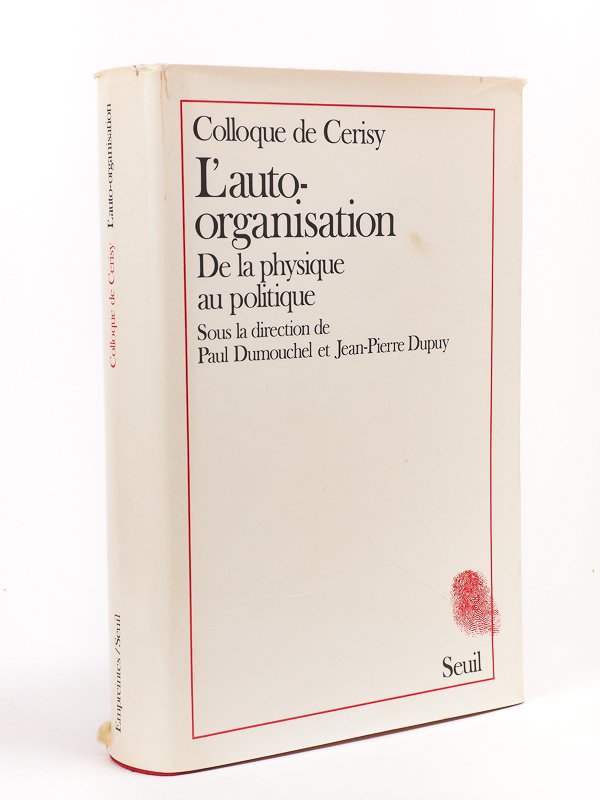 Colloque de Cerisy
L'auto-
organisation
De la physique
au politique
Sous la direction de
Paul Dumouchel et Jean-Pierre Dupuy
Seuil
Empreintes / Seuil Colloque de Cerisy L'auto-organisation